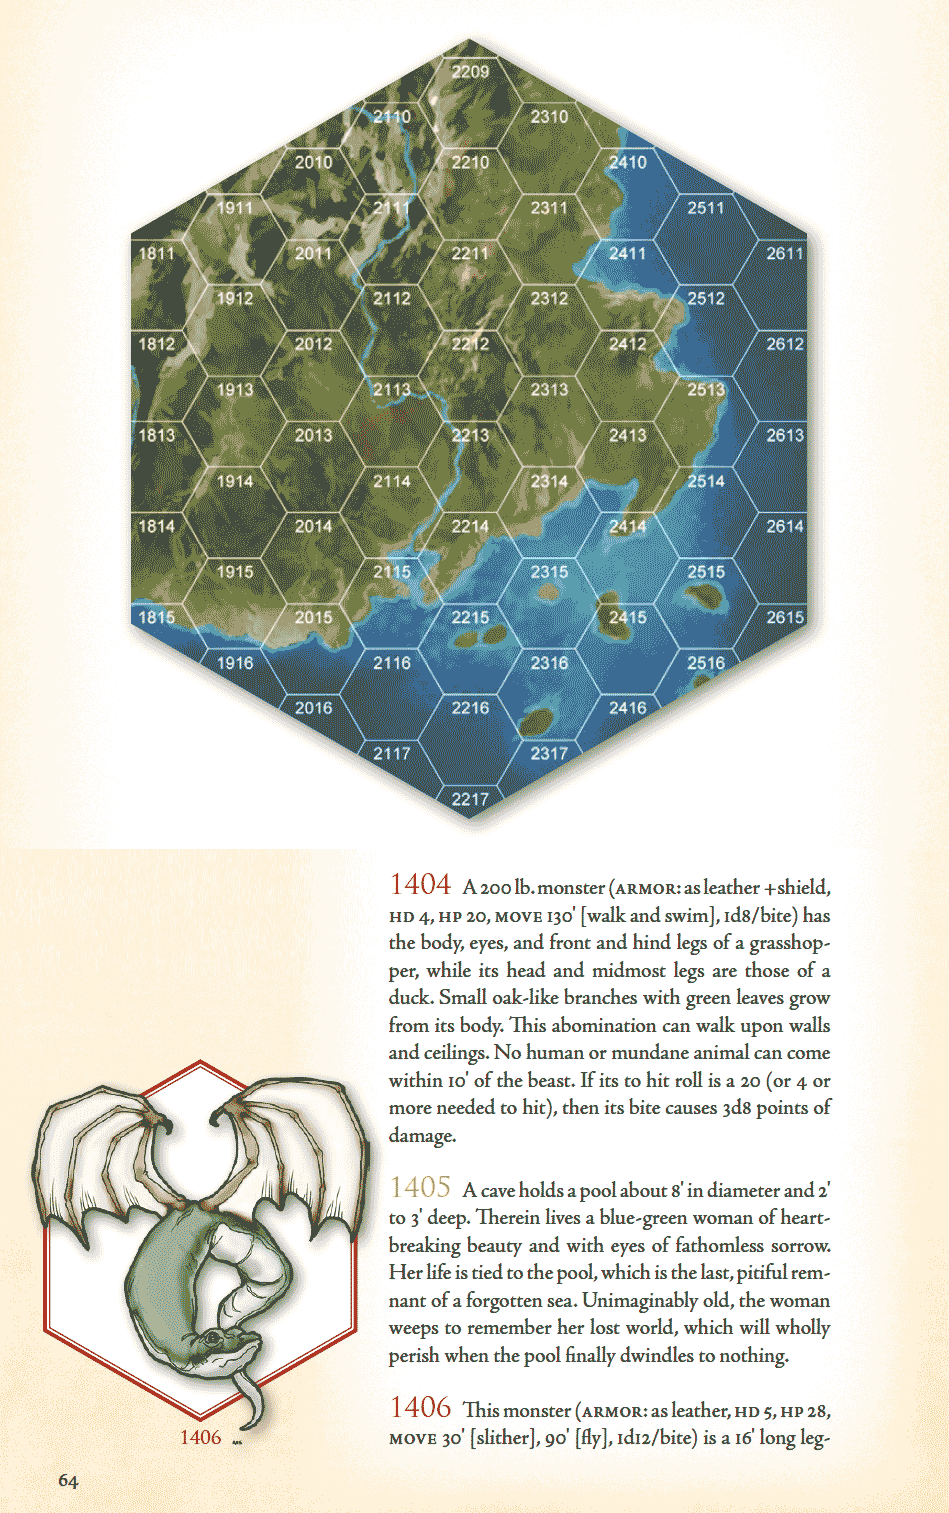 2209
2110 2310
2010 2210 2410
1911 2111 2311 2511
1811 2011 2211 2411 2611
1912 2112 2312 2512
1812 2012 2212 2412 2612
1913 2113 2313 2513
1813 2013 2213 2413 2613
1914 2114 2314 2514
1814 2014 2214 2414 2614
1915 2115 2315 2515
1815 2015 2215 2415 2615
1916 2116 2316 2516
2016 2216 2416
2117 2317
2217
1404 A 200 lb. monster (ARMOR: as leather +shield,
HD 4, HP 20, MOVE 130' [walk and swim], 1d8/bite) has
the body, eyes, and front and hind legs of a grasshop-
per, while its head and midmost legs are those of a
duck. Small oak-like branches with green leaves grow
from its body. This abomination can walk upon walls
and ceilings. No human or mundane animal can come
within 10' of the beast. If its to hit roll is a 20 (or 4 or
more needed to hit), then its bite causes 3d8 points of
damage.
1405 A cave holds a pool about 8' in diameter and 2'
to 3' deep. Therein lives a blue-green woman of heart-
breaking beauty and with eyes of fathomless sorrow.
Her life is tied to the pool, which is the last, pitiful rem-
nant of a forgotten sea. Unimaginably old, the woman
weeps to remember her lost world, which will wholly
perish when the pool finally dwindles to nothing.
1406 This monster (ARMOR: as leather, HD 5, HP 28,
MOVE 30' [slither], 90' [fly], 1d12/bite) is a 16' long leg-
1406
64